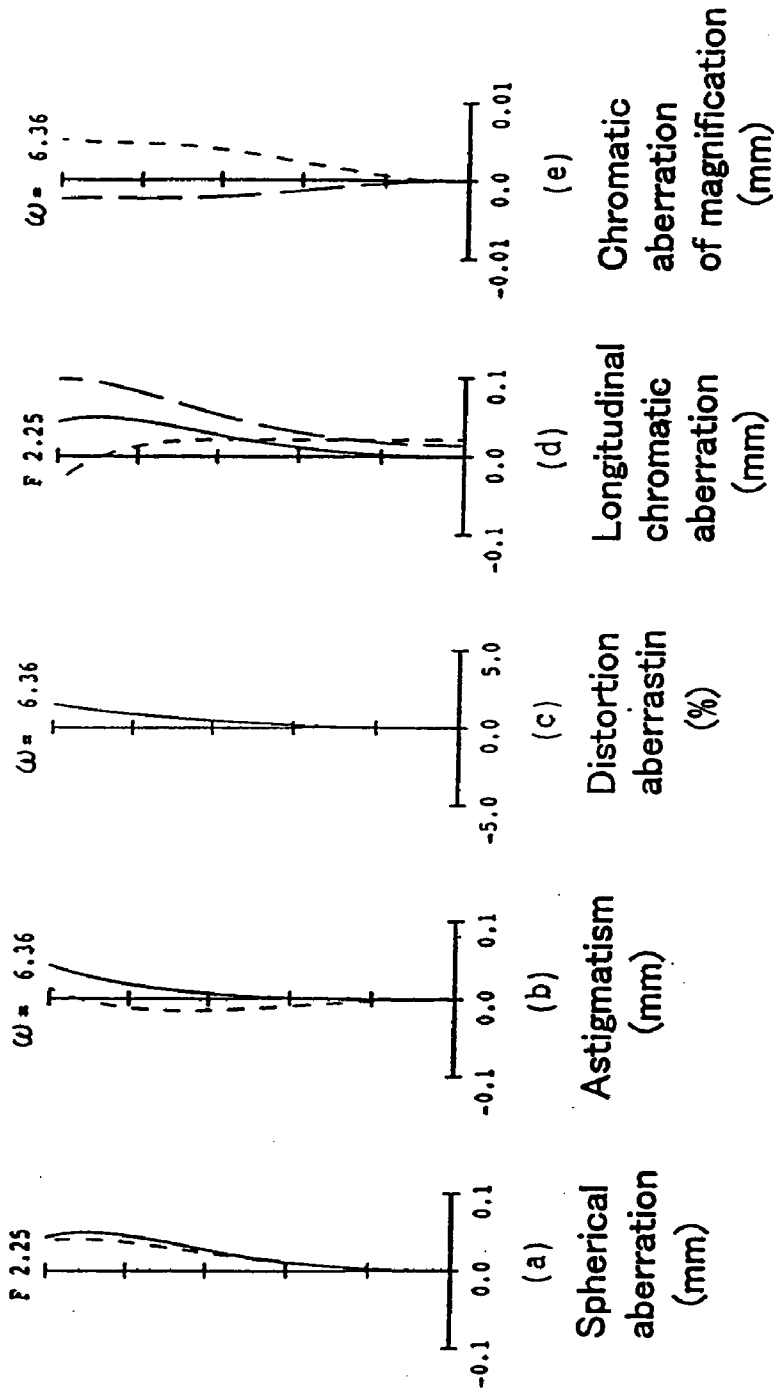 F 2.25
-0.1 0.0 0.1
(a)
Spherical
aberration
(mm)
ω= 6.36
-0.1 0.0 0.1
(b)
Astigmatism
(mm)
ω= 6.36
-5.0 0.0 5.0
(c)
Distortion
aberrastin
(%)
F 2.25
-0.1 0.0 0.1
(d)
Longitudinal
chromatic
aberration
(mm)
ω= 6.36
-0.01 0.0 0.01
(e)
Chromatic
aberration
of magnification
(mm)